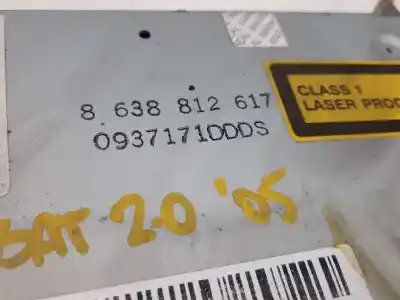 8 638 812 617
0937171DDDS
CLASS 1
LASER PROD
SAT 2.0 '05